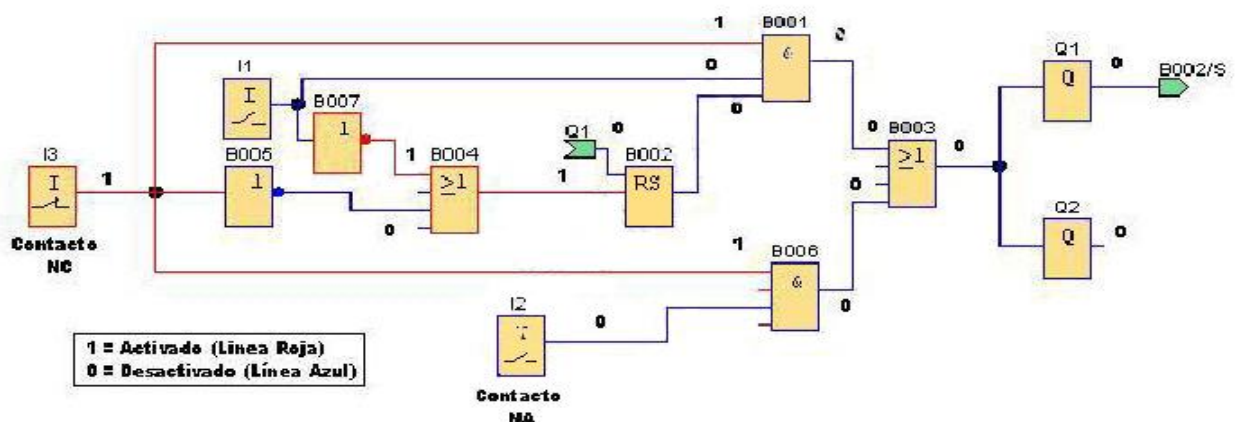 1
B001
0
&
Q1
0
B002/S
Q
I1
I
0
B007
1
0
Q1
0
I3
I
1
B005
1
1
B004
≥1
0
1
B002
RS
0
B003
≥1
0
0
Contacto
NC
1
B006
&
0
Q2
Q
0
I2
0
1 = Activado (Linea Roja)
0 = Desactivado (Línea Azul)
Contacto
NA